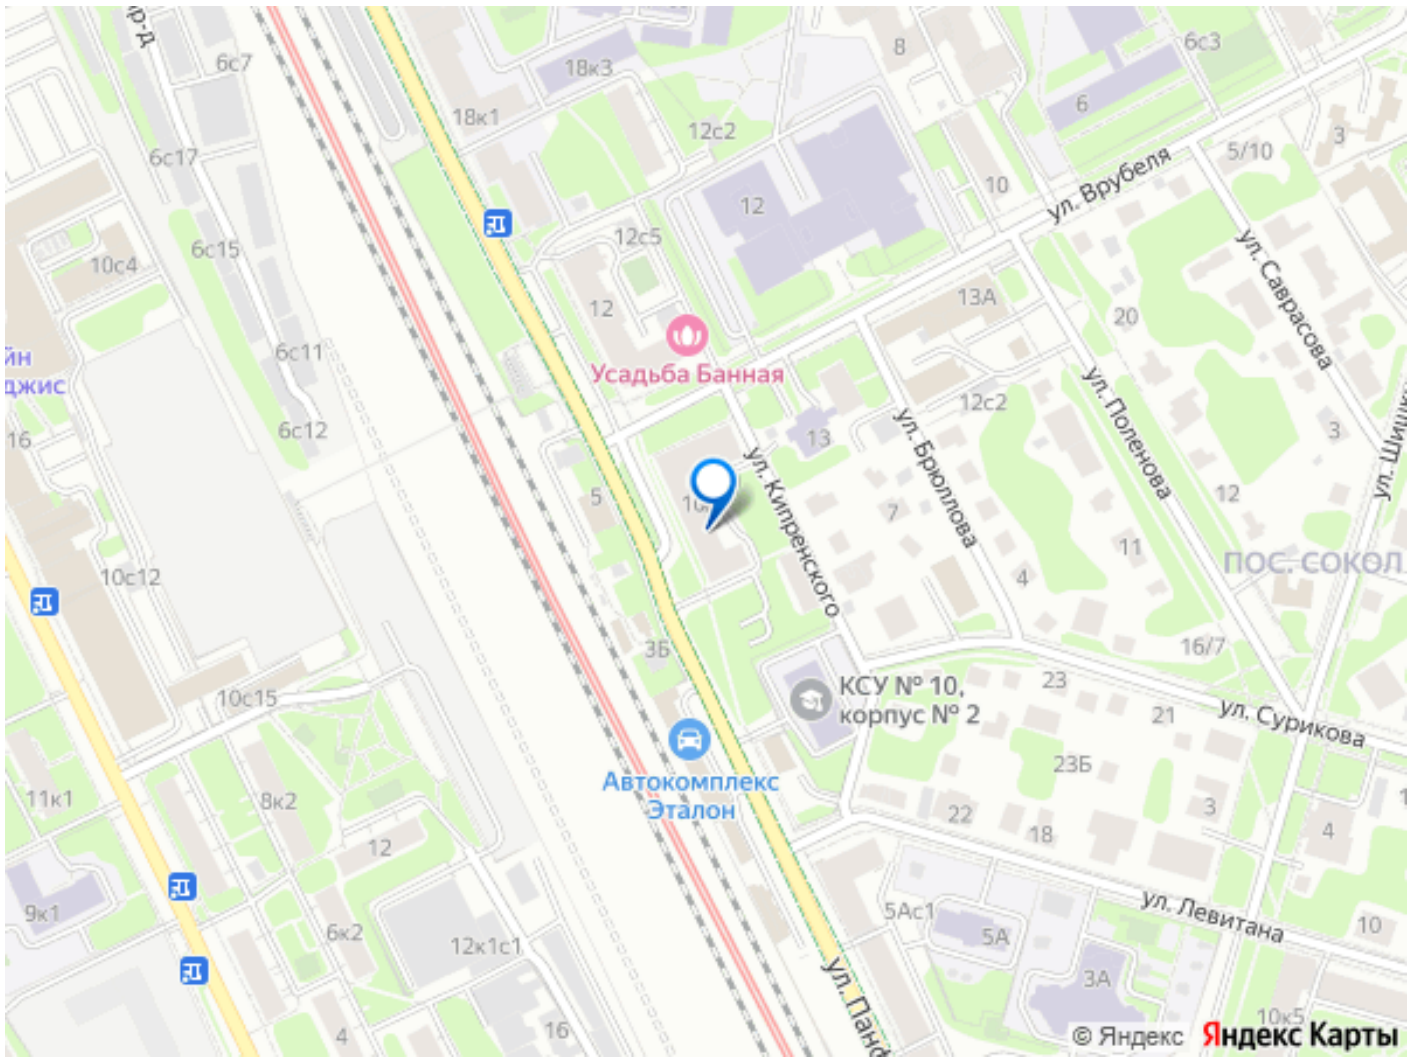 6с7
18к3
8
6с3
18к1
12с2
6
6с17
5/10
3
12
10
ул. Врубеля
12с5
6с15
10с4
ул. Саврасова
12
13А
20
6с11
Усадьба Банная
ул. Поленова
12с2
16
6с12
13
ул. Брюллова
3
ул. Кипренского
5
12
7
11
ПОС. СОКОЛ
10с12
4
3Б
16/7
10с15
КСУ № 10,
корпус № 2
23
21
ул. Сурикова
Автокомплекс
Эталон
23Б
11к1
8к2
22
3
12
18
4
9к1
5Ас1
ул. Левитана
6к2
12к1с1
5А
10
3А
4
16
10к5
© Яндекс
Яндекс Карты